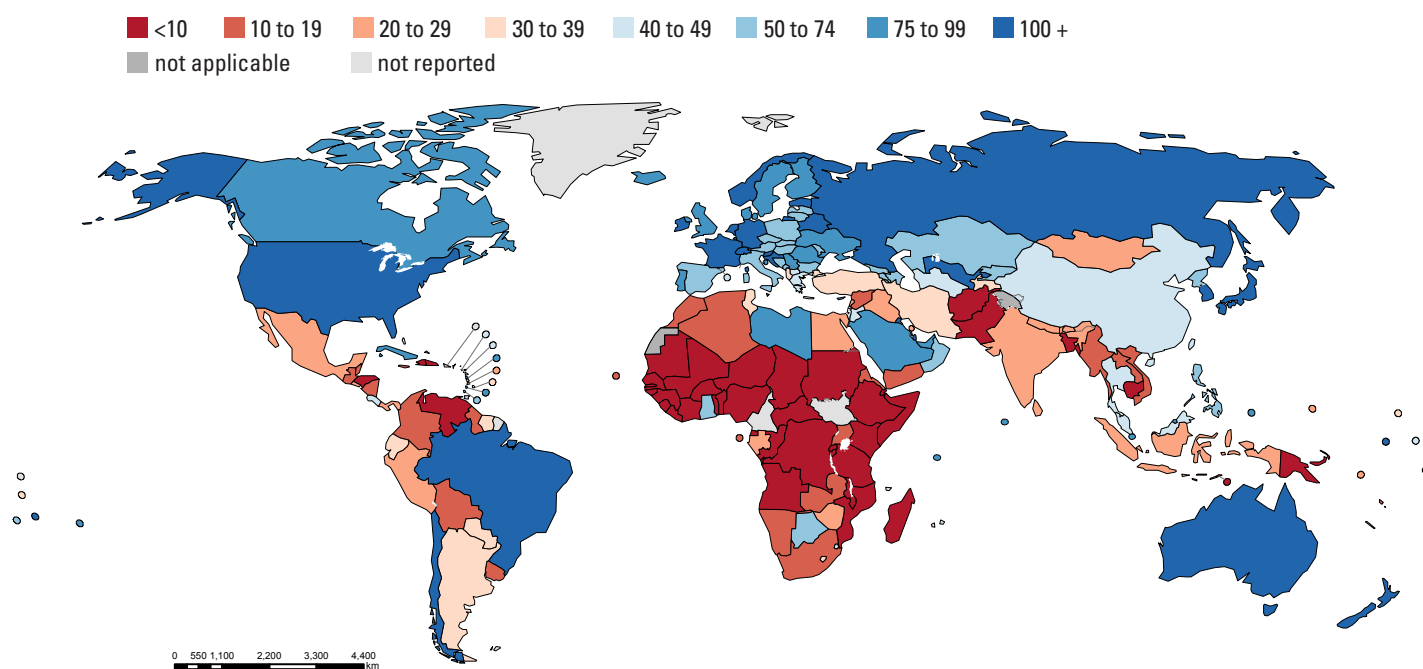 <10 10 to 19 20 to 29 30 to 39 40 to 49 50 to 74 75 to 99 100 +
not applicable not reported
0 550 1,100 2,200 3,300 4,400
km